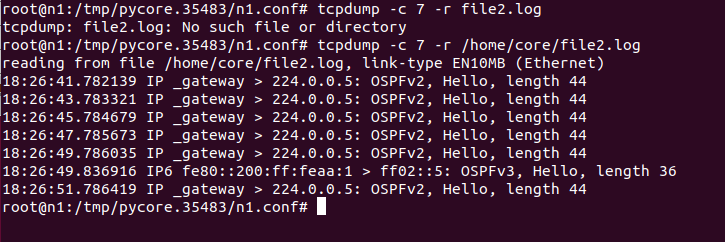 root@n1:/tmp/pycore.35483/n1.conf# tcpdump -c 7 -r file2.log
tcpdump: file2.log: No such file or directory
root@n1:/tmp/pycore.35483/n1.conf# tcpdump -c 7 -r /home/core/file2.log
reading from file /home/core/file2.log, link-type EN10MB (Ethernet)
18:26:41.782139 IP _gateway > 224.0.0.5: OSPFv2, Hello, length 44
18:26:43.783321 IP _gateway > 224.0.0.5: OSPFv2, Hello, length 44
18:26:45.784679 IP _gateway > 224.0.0.5: OSPFv2, Hello, length 44
18:26:47.785673 IP _gateway > 224.0.0.5: OSPFv2, Hello, length 44
18:26:49.786035 IP _gateway > 224.0.0.5: OSPFv2, Hello, length 44
18:26:49.836916 IP6 fe80::200:ff:feaa:1 > ff02::5: OSPFv3, Hello, length 36
18:26:51.786419 IP _gateway > 224.0.0.5: OSPFv2, Hello, length 44
root@n1:/tmp/pycore.35483/n1.conf#